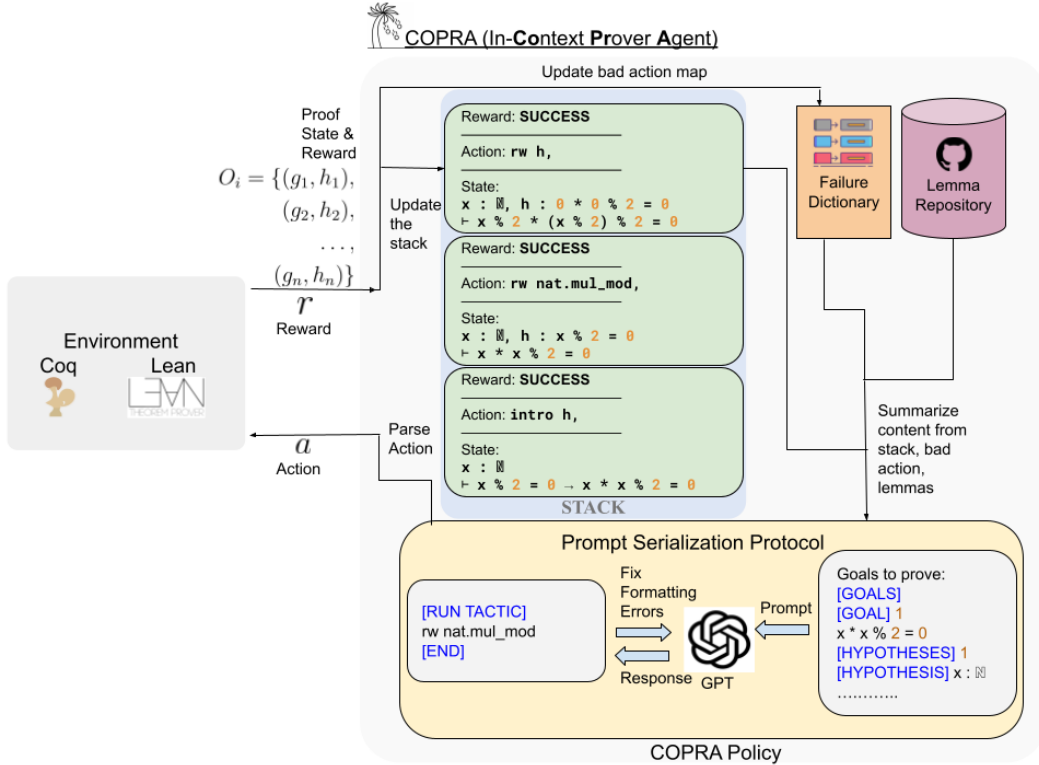 COPRA (In-Context Prover Agent)
Update bad action map
Proof
State &
Reward
O_i = {(g_1, h_1),
(g_2, h_2),
...,
(g_n, h_n)}
r
Reward
Update
the
stack
Environment
Coq
Lean
LEAN
THEOREM PROVER
a
Action
Parse
Action
Reward: SUCCESS
Action: rw h,
State:
x : ℕ, h : 0 * 0 % 2 = 0
⊢ x % 2 * (x % 2) % 2 = 0
Reward: SUCCESS
Action: rw nat.mul_mod,
State:
x : ℕ, h : x % 2 = 0
⊢ x * x % 2 = 0
Reward: SUCCESS
Action: intro h,
State:
x : ℕ
⊢ x % 2 = 0 → x * x % 2 = 0
STACK
Failure
Dictionary
Lemma
Repository
Summarize
content from
stack, bad
action,
lemmas
Prompt Serialization Protocol
[RUN TACTIC]
rw nat.mul_mod
[END]
Fix
Formatting
Errors
Response
GPT
Prompt
Goals to prove:
[GOALS]
[GOAL] 1
x * x % 2 = 0
[HYPOTHESES] 1
[HYPOTHESIS] x : ℕ
............
COPRA Policy